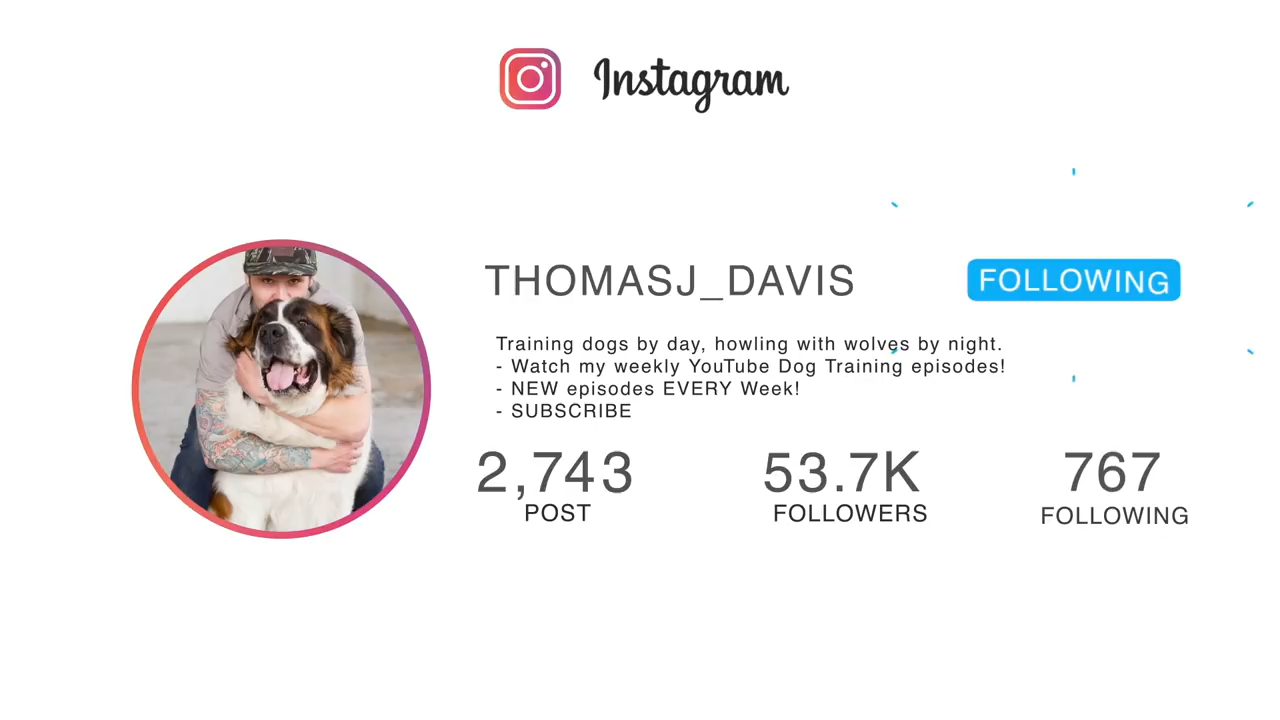 Instagram
THOMASJ_DAVIS
FOLLOWING
Training dogs by day, howling with wolves by night.
- Watch my weekly YouTube Dog Training episodes!
- NEW episodes EVERY Week!
- SUBSCRIBE
2,743
POST
53.7K
FOLLOWERS
767
FOLLOWING